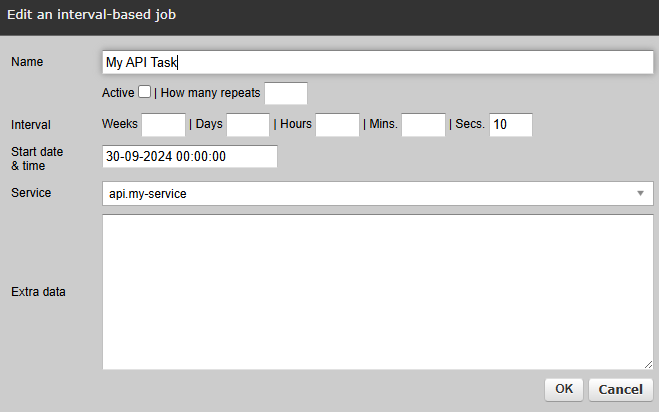 Edit an interval-based job
Name My API Task
Active | How many repeats
Interval Weeks | Days | Hours | Mins. | Secs. 10
Start date & time 30-09-2024 00:00:00
Service api.my-service
Extra data
OK Cancel